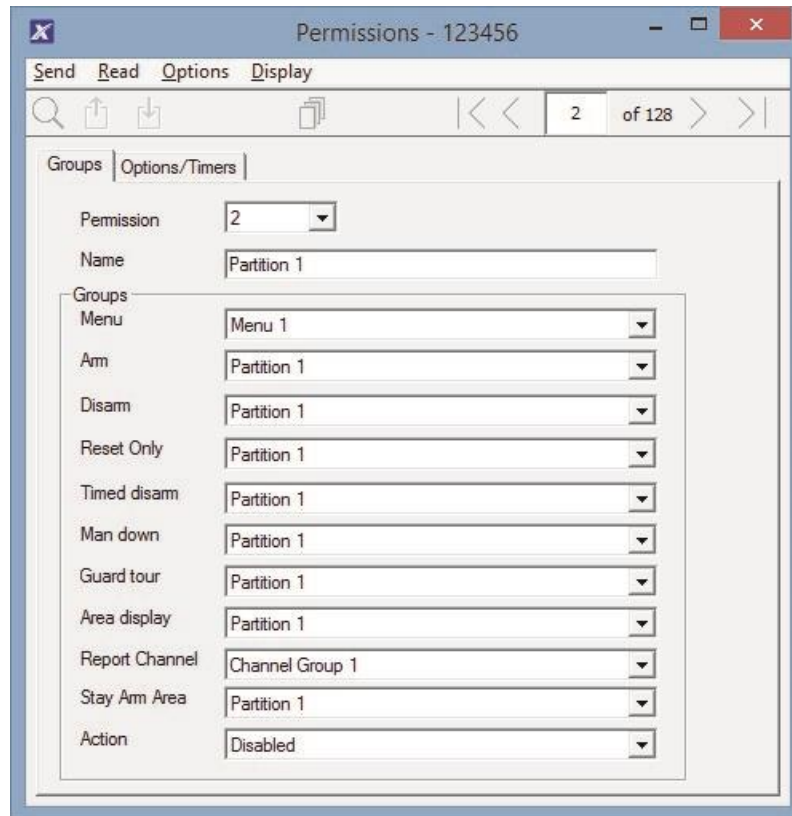 Permissions - 123456
Send Read Options Display
2 of 128
Groups Options/Timers
Permission 2
Name Partition 1
Groups
Menu Menu 1
Arm Partition 1
Disarm Partition 1
Reset Only Partition 1
Timed disarm Partition 1
Man down Partition 1
Guard tour Partition 1
Area display Partition 1
Report Channel Channel Group 1
Stay Arm Area Partition 1
Action Disabled